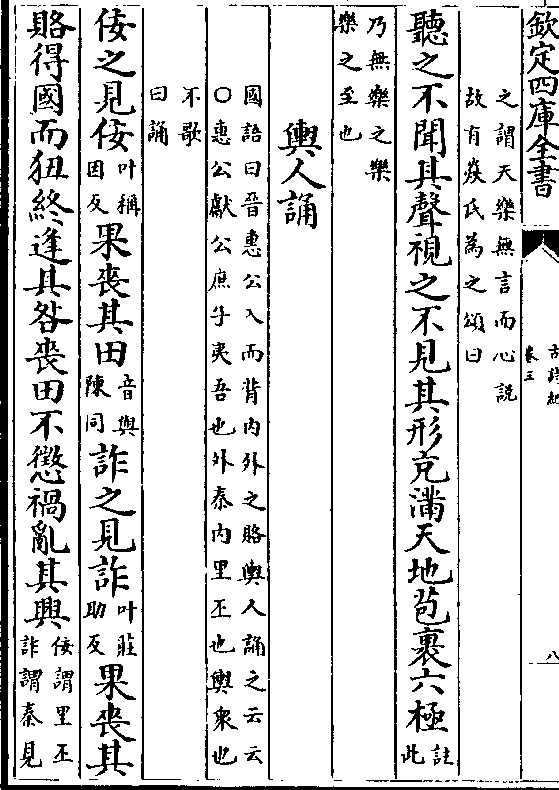 欽定四庫全書
古詩紀
卷三
八
之謂天樂無言而心説
故有焱氏為之頌曰
聽之不聞其聲視之不見其形充滿天地苞裹六極註
此
乃無樂之樂
樂之至也
輿人誦
國語曰晉惠公入而背内外之賂輿人誦之云云
○惠公獻公庶子夷吾也外秦内里丕也輿衆也
不歌
曰誦
佞之見佞叶稱
因反果喪其田音與
陳同詐之見詐叶莊
助反果喪其
賂得國而狃終逢其咎喪田不懲禍亂其興佞謂里丕
詐謂秦見